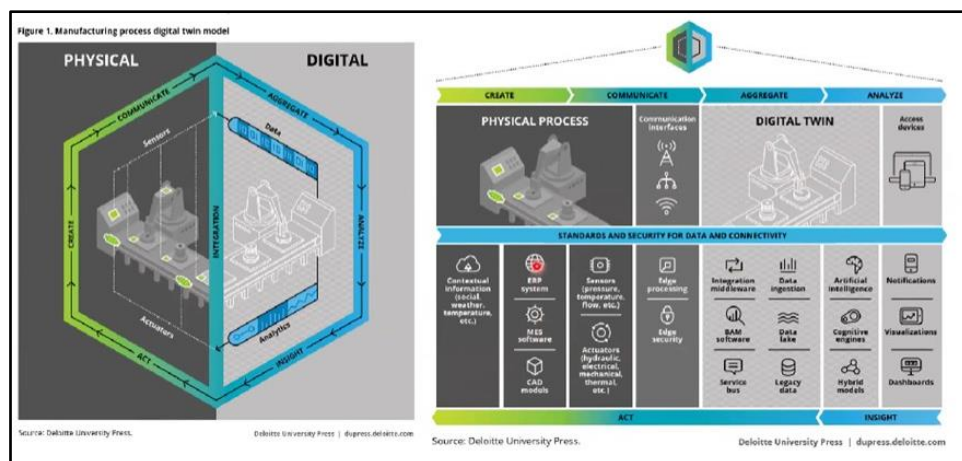 Figure 1. Manufacturing process digital twin model
PHYSICAL
DIGITAL
COMMUNICATE
AGGREGATE
Sensors
Data
CREATE
INTEGRATION
ANALYZE
Actuators
Analytics
ACT
INSIGHT
Source: Deloitte University Press.
Deloitte University Press | dupress.deloitte.com
CREATE
COMMUNICATE
AGGREGATE
ANALYZE
PHYSICAL PROCESS
Communication
interfaces
DIGITAL TWIN
Access
devices
STANDARDS AND SECURITY FOR DATA AND CONNECTIVITY
Contextual
information
(social,
weather,
temperature,
etc.)
ERP
system
MES
software
CAD
models
Sensors
(pressure,
temperature,
flow, etc.)
Actuators
(hydraulic,
electrical,
mechanical,
thermal,
etc.)
Edge
processing
Edge
security
Integration
middleware
BAM
software
Service
bus
Data
ingestion
Data
lake
Legacy
data
Artificial
intelligence
Cognitive
engines
Hybrid
models
Notifications
Visualizations
Dashboards
ACT
INSIGHT
Source: Deloitte University Press.
Deloitte University Press | dupress.deloitte.com